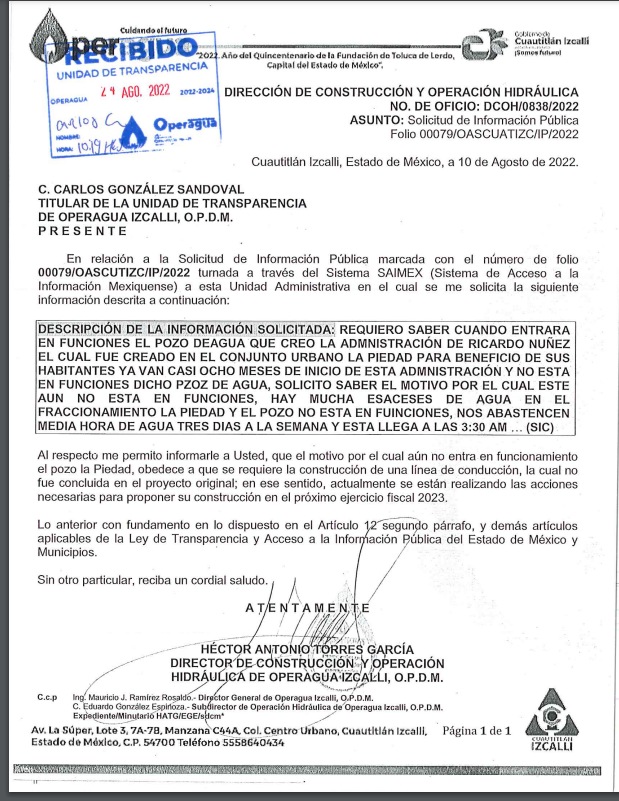 Cuidando el futuro
oper
RECIBIDO
UNIDAD DE TRANSPARENCIA
OPERAGUA 24 AGO. 2022 2022-2024
NOMBRE:
Operagua
HORA:
"2022. Año del Quincentenario de la Fundación de Toluca de Lerdo,
Capital del Estado de México".
Gobierno de
Cuautitlán Izcalli
¡Somos futuro!
DIRECCIÓN DE CONSTRUCCIÓN Y OPERACIÓN HIDRÁULICA
NO. DE OFICIO: DCOH/0838/2022
ASUNTO: Solicitud de Información Pública
Folio 00079/OASCUATIZC/IP/2022
Cuautitlán Izcalli, Estado de México, a 10 de Agosto de 2022.
C. CARLOS GONZÁLEZ SANDOVAL
TITULAR DE LA UNIDAD DE TRANSPARENCIA
DE OPERAGUA IZCALLI, O.P.D.M.
P R E S E N T E
En relación a la Solicitud de Información Pública marcada con el número de folio
00079/OASCUTIZC/IP/2022 turnada a través del Sistema SAIMEX (Sistema de Acceso a la
Información Mexiquense) a esta Unidad Administrativa en el cual se me solicita la siguiente
información descrita a continuación:
DESCRIPCIÓN DE LA INFORMACIÓN SOLICITADA: REQUIERO SABER CUANDO ENTRARA
EN FUNCIONES EL POZO DEAGUA QUE CREO LA ADMNISTRACIÓN DE RICARDO NUÑEZ
EL CUAL FUE CREADO EN EL CONJUNTO URBANO LA PIEDAD PARA BENEFICIO DE SUS
HABITANTES YA VAN CASI OCHO MESES DE INICIO DE ESTA ADMINISTRACIÓN Y NO ESTA
EN FUNCIONES DICHO PZOZ DE AGUA, SOLICITO SABER EL MOTIVO POR EL CUAL ESTE
AUN NO ESTA EN FUNCIONES, HAY MUCHA ESACESES DE AGUA EN EL
FRACCIONAMIENTO LA PIEDAD Y EL POZO NO ESTA EN FUINCIONES, NOS ABASTENCEN
MEDIA HORA DE AGUA TRES DIAS A LA SEMANA Y ESTA LLEGA A LAS 3:30 AM ... (SIC)
Al respecto me permito informarle a Usted, que el motivo por el cual aún no entra en funcionamiento
el pozo la Piedad, obedece a que se requiere la construcción de una línea de conducción, la cual no
fue concluida en el proyecto original; en ese sentido, actualmente se están realizando las acciones
necesarias para proponer su construcción en el próximo ejercicio fiscal 2023.
Lo anterior con fundamento en lo dispuesto en el Artículo 12 segundo párrafo, y demás artículos
aplicables de la Ley de Transparencia y Acceso a la Información Pública del Estado de México y
Municipios.
Sin otro particular, reciba un cordial saludo.
A T E N T A M E N T E
HÉCTOR ANTONIO TORRES GARCÍA
DIRECTOR DE CONSTRUCCIÓN Y OPERACIÓN
HIDRÁULICA DE OPERAGUA IZCALLI, O.P.D.M.
C.c.p Ing. Mauricio J. Ramírez Rosaldo.- Director General de Operagua Izcalli, O.P.D.M.
C. Eduardo González Espinoza.- Subdirector de Operación Hidráulica de Operagua Izcalli, O.P.D.M.
Expediente/Minutario HATG/EGE/sdcm*
Av. La Súper, Lote 3, 7A-7B, Manzana C44A, Col. Centro Urbano, Cuautitlán Izcalli,
Estado de México, C.P. 54700 Teléfono 5558640434
Página 1 de 1
CUAUTITLÁN
IZCALLI